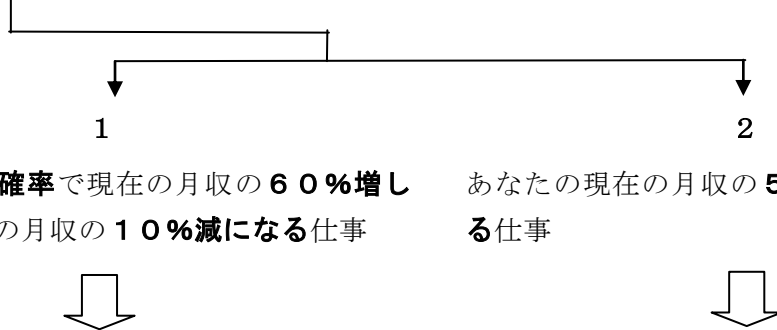 1
2
確率で現在の月収の60%増し
あなたの現在の月収の5
の月収の10%減になる仕事
る仕事